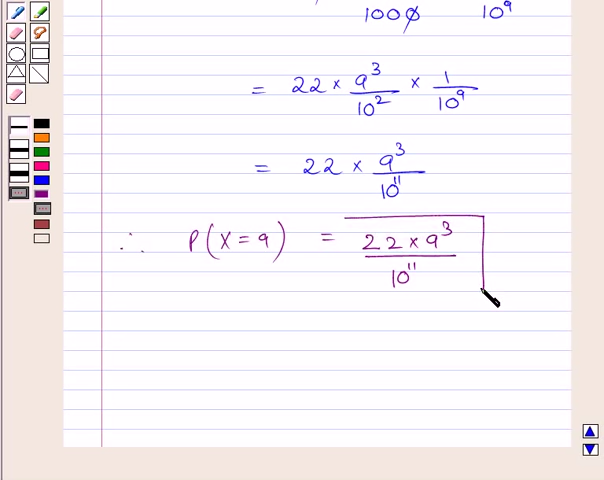 1000 10⁹
= 22 × 9³/10² × 1/10⁹
= 22 × 9³/10¹¹
∴ P(X=9) = 22×9³/10¹¹